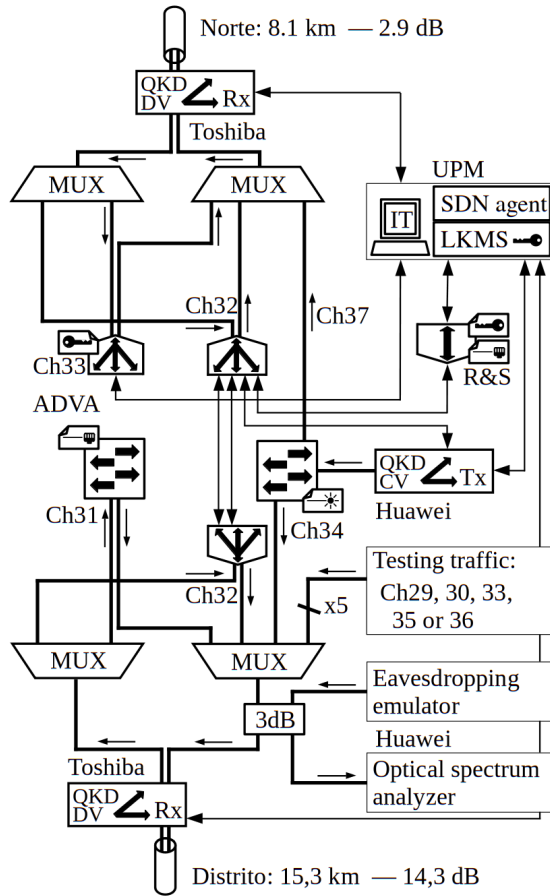 Norte: 8.1 km — 2.9 dB
QKD
DV
Rx
Toshiba
MUX
MUX
UPM
IT
SDN agent
LKMS
Ch32
Ch37
Ch33
R&S
ADVA
Ch31
QKD
CV
Tx
Ch34
Huawei
Ch32
Testing traffic:
Ch29, 30, 33,
35 or 36
x5
MUX
MUX
Eavesdropping
emulator
3dB
Huawei
Toshiba
Optical spectrum
analyzer
QKD
DV
Rx
Distrito: 15,3 km — 14,3 dB